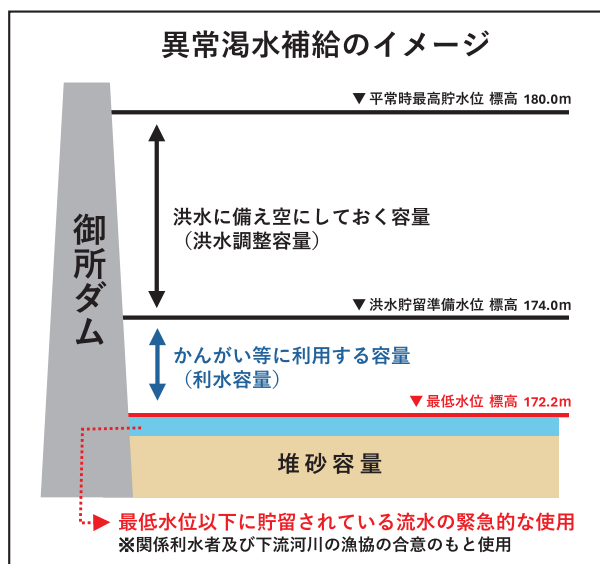 異常渇水補給のイメージ
▼平常時最高貯水位 標高 180.0m
洪水に備え空にしておく容量
（洪水調整容量）
御所ダム
▼洪水貯留準備水位 標高 174.0m
かんがい等に利用する容量
（利水容量）
▼最低水位 標高 172.2m
堆砂容量
最低水位以下に貯留されている流水の緊急的な使用
※関係利水者及び下流河川の漁協の合意のもと使用